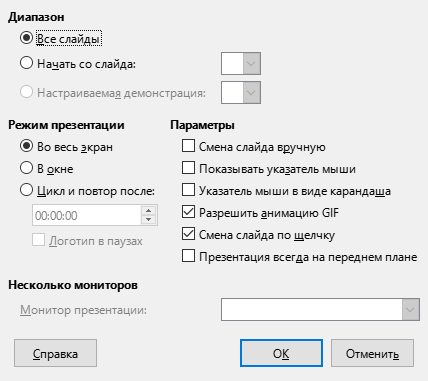 Диапазон
Все слайды
Начать со слайда:
Настраиваемая демонстрация:
Режим презентации
Во весь экран
В окне
Цикл и повтор после:
00:00:00
Логотип в паузах
Параметры
Смена слайда вручную
Показывать указатель мыши
Указатель мыши в виде карандаша
Разрешить анимацию GIF
Смена слайда по щелчку
Презентация всегда на переднем плане
Несколько мониторов
Монитор презентации:
Справка
OK
Отменить